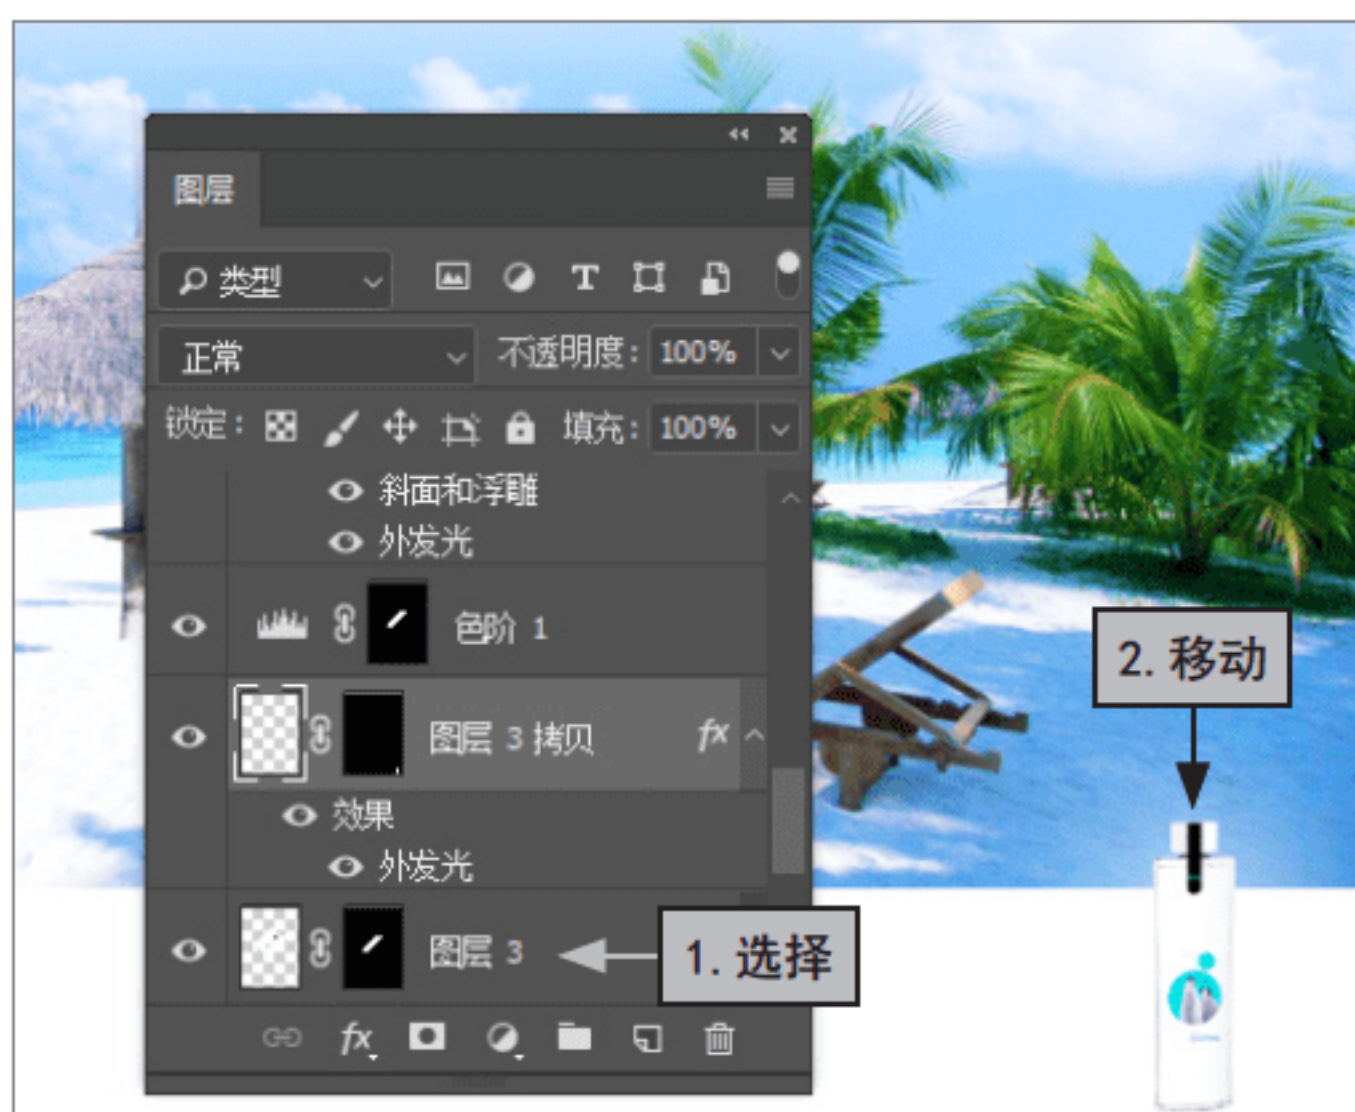 图层
类型
正常
不透明度: 100%
锁定:
填充: 100%
斜面和浮雕
外发光
色阶 1
图层 3 拷贝
fx
效果
外发光
图层 3
1. 选择
2. 移动
fx